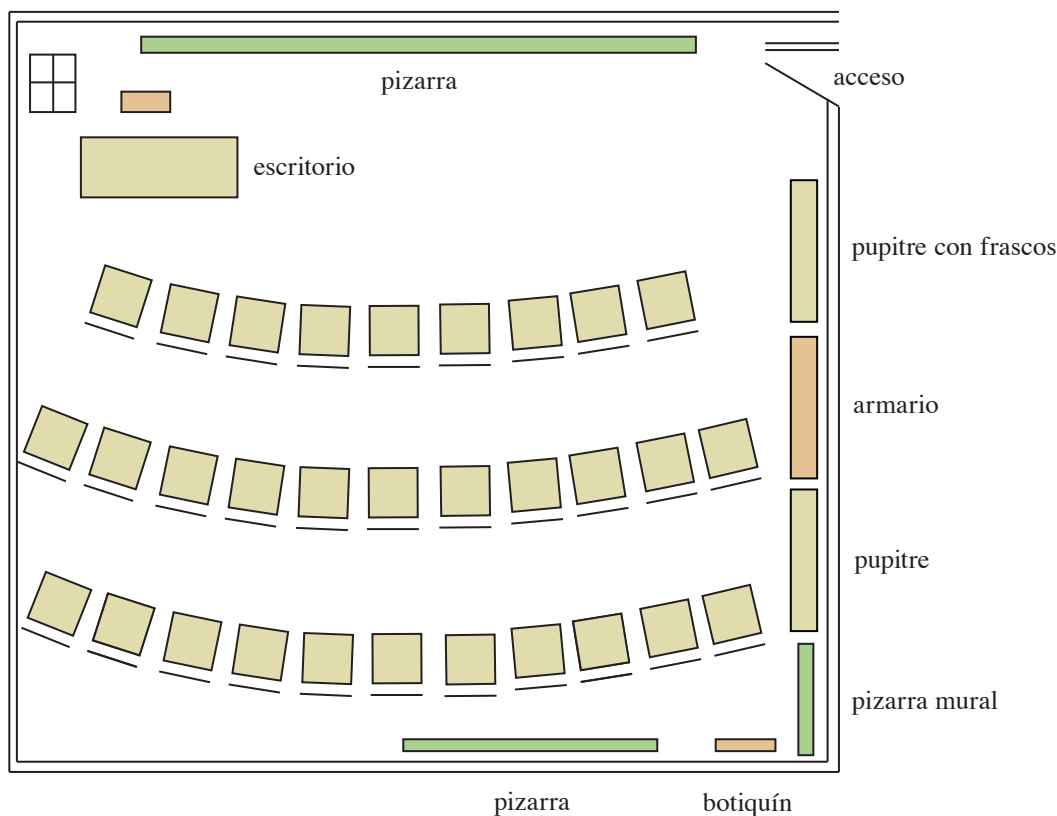 pizarra
acceso
escritorio
pupitre con frascos
armario
pupitre
pizarra mural
pizarra
botiquín